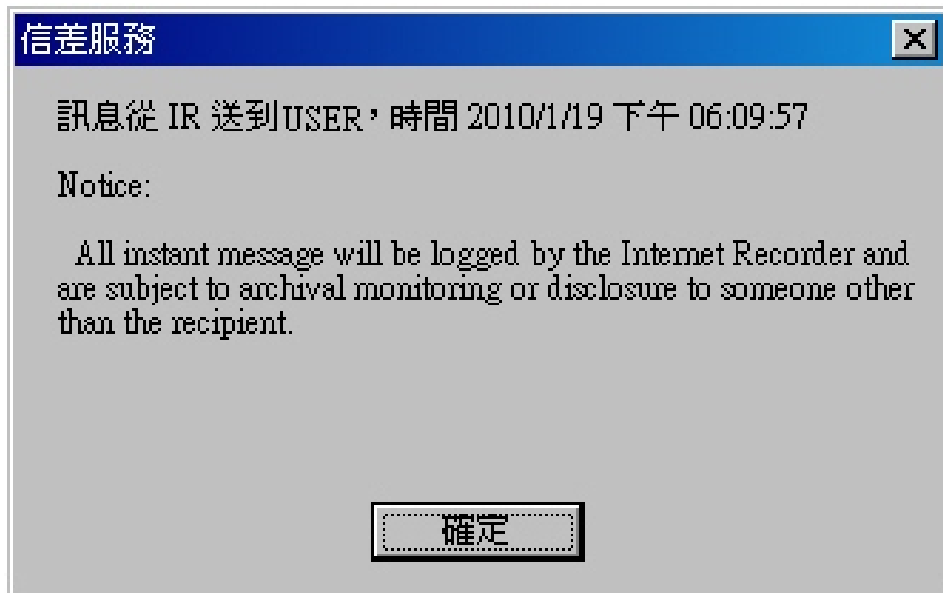 信差服務
訊息從 IR 送到USER，時間 2010/1/19 下午 06:09:57
Notice:
All instant message will be logged by the Internet Recorder and
are subject to archival monitoring or disclosure to someone other
than the recipient.
確定